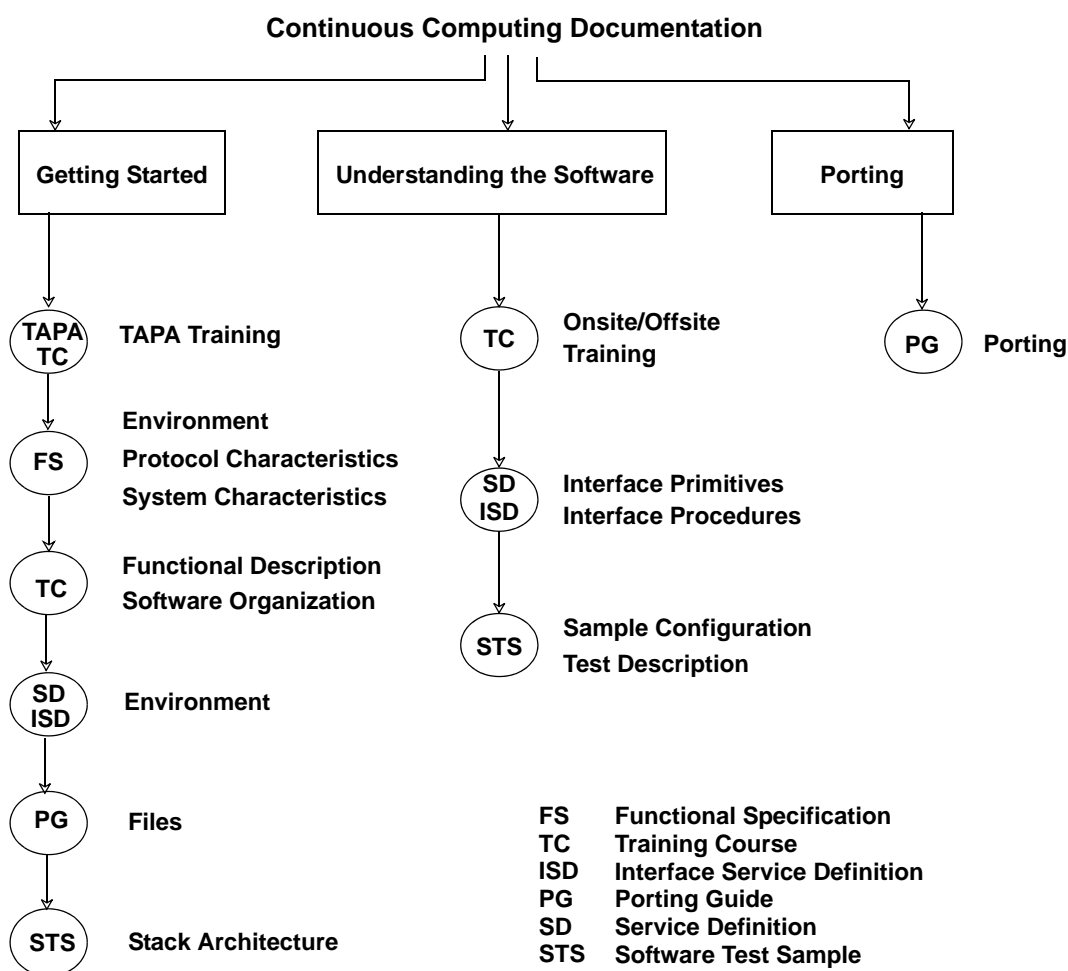 Continuous Computing Documentation
Getting Started
Understanding the Software
Porting
TAPA
TC
TAPA Training
FS
Environment
Protocol Characteristics
System Characteristics
TC
Functional Description
Software Organization
SD
ISD
Environment
PG
Files
STS
Stack Architecture
TC
Onsite/Offsite
Training
SD
ISD
Interface Primitives
Interface Procedures
STS
Sample Configuration
Test Description
PG
Porting
FS Functional Specification
TC Training Course
ISD Interface Service Definition
PG Porting Guide
SD Service Definition
STS Software Test Sample